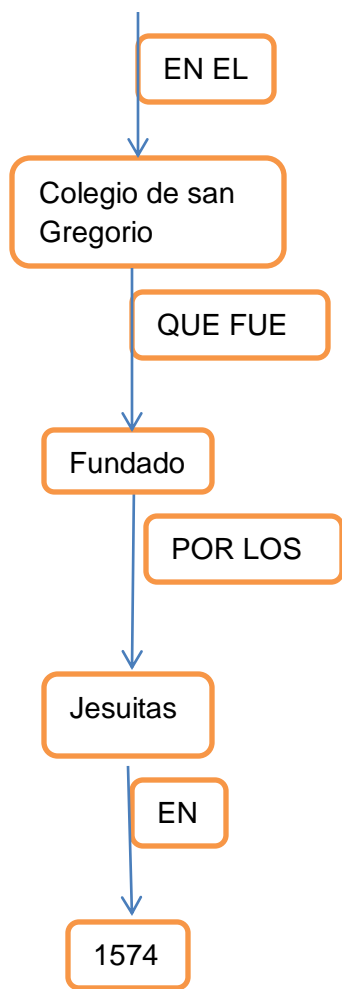 EN EL
Colegio de san
Gregorio
QUE FUE
Fundado
POR LOS
Jesuitas
EN
1574